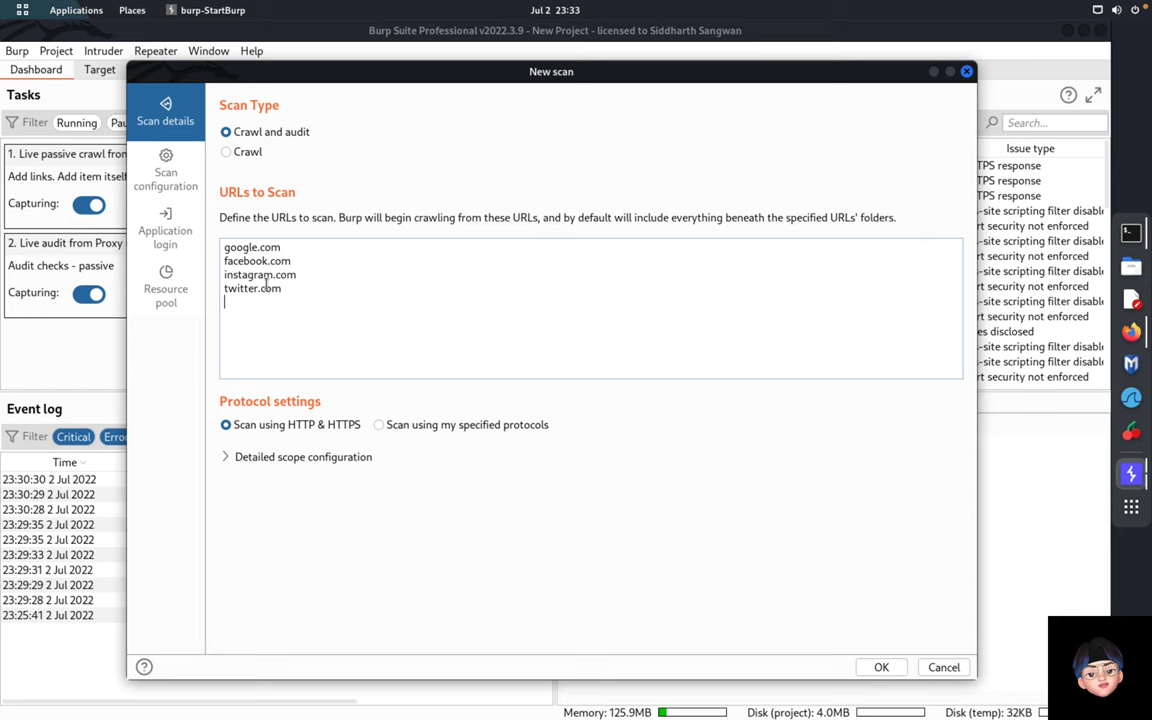 Applications Places burp-StartBurp Jul 2 23:33
Burp Suite Professional v2022.3.9 - New Project - licensed to Siddharth Sangwan
Burp Project Intruder Repeater Window Help
Dashboard Target
New scan
Tasks
Filter Running Pau
Search...
1. Live passive crawl from
Add links. Add item itself
Capturing:
2. Live audit from Proxy
Audit checks - passive
Capturing:
Event log
Filter Critical Erro
Time
23:30:30 2 Jul 2022
23:30:29 2 Jul 2022
23:30:28 2 Jul 2022
23:29:35 2 Jul 2022
23:29:35 2 Jul 2022
23:29:33 2 Jul 2022
23:29:31 2 Jul 2022
23:29:29 2 Jul 2022
23:29:28 2 Jul 2022
23:25:41 2 Jul 2022
Scan details
Scan
configuration
Application
login
Resource
pool
Scan Type
Crawl and audit
Crawl
URLs to Scan
Define the URLs to scan. Burp will begin crawling from these URLs, and by default will include everything beneath the specified URLs' folders.
google.com
facebook.com
instagram.com
twitter.com
Protocol settings
Scan using HTTP & HTTPS Scan using my specified protocols
Detailed scope configuration
OK Cancel
Issue type
TPS response
TPS response
TPS response
-site scripting filter disable
rt security not enforced
-site scripting filter disable
rt security not enforced
-site scripting filter disable
rt security not enforced
-site scripting filter disable
rt security not enforced
es disclosed
-site scripting filter disable
-site scripting filter disable
rt security not enforced
Memory: 125.9MB Disk (project): 4.0MB Disk (temp): 32KB